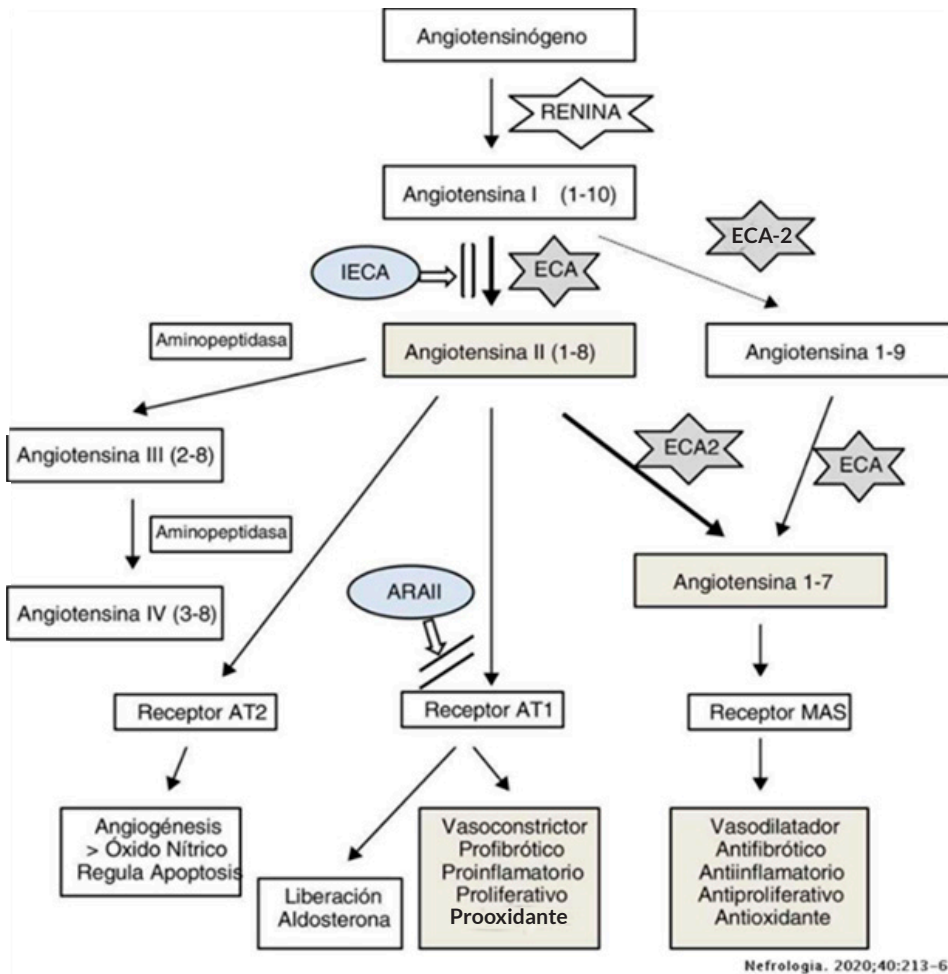 Angiotensinógeno
RENINA
Angiotensina I (1-10)
ECA-2
IECA
ECA
Aminopeptidasa
Angiotensina II (1-8)
Angiotensina 1-9
Angiotensina III (2-8)
ECA2
ECA
Aminopeptidasa
Angiotensina 1-7
ARAII
Angiotensina IV (3-8)
Receptor AT2
Receptor AT1
Receptor MAS
Angiogénesis
> Óxido Nítrico
Regula Apoptosis
Liberación
Aldosterona
Vasoconstrictor
Profibrótico
Proinflamatorio
Proliferativo
Prooxidante
Vasodilatador
Antifibrótico
Antiinflamatorio
Antiproliferativo
Antioxidante
Nefrologia. 2020;40:213-6